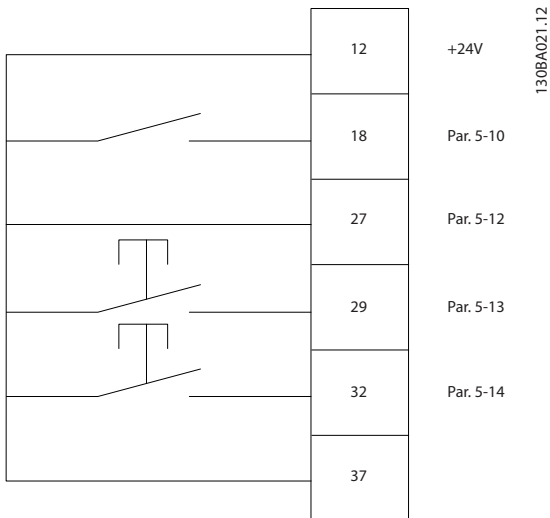 12 +24V
18 Par. 5-10
27 Par. 5-12
29 Par. 5-13
32 Par. 5-14
37
130BA021.12